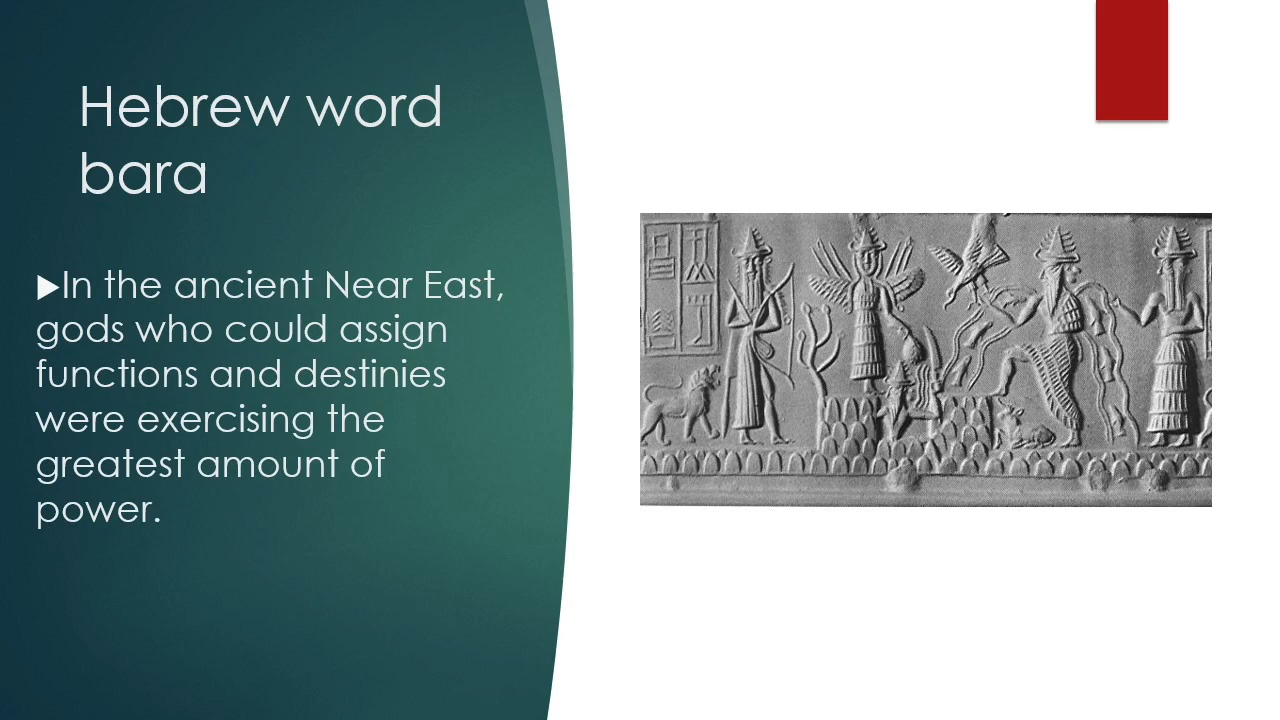 Hebrew word
bara
▶In the ancient Near East,
gods who could assign
functions and destinies
were exercising the
greatest amount of
power.